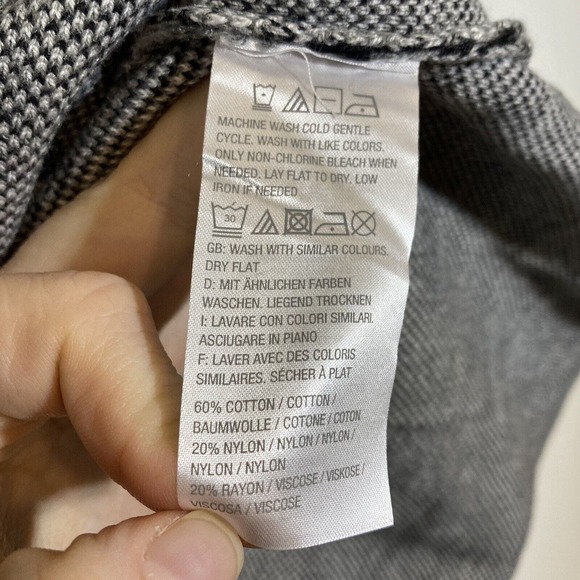 MACHINE WASH COLD GENTLE
CYCLE. WASH WITH LIKE COLORS.
ONLY NON-CHLORINE BLEACH WHEN
NEEDED. LAY FLAT TO DRY, LOW
IRON IF NEEDED
30
GB: WASH WITH SIMILAR COLOURS.
DRY FLAT
D: MIT ÄHNLICHEN FARBEN
WASCHEN. LIEGEND TROCKNEN
I: LAVARE CON COLORI SIMILARI.
ASCIUGARE IN PIANO
F: LAVER AVEC DES COLORIS
SIMILAIRES. SÉCHER À PLAT
60% COTTON / COTTON /
BAUMWOLLE / COTONE / COTON
20% NYLON / NYLON / NYLON /
NYLON / NYLON
20% RAYON / VISCOSE / VISKOSE /
VISCOSA / VISCOSE